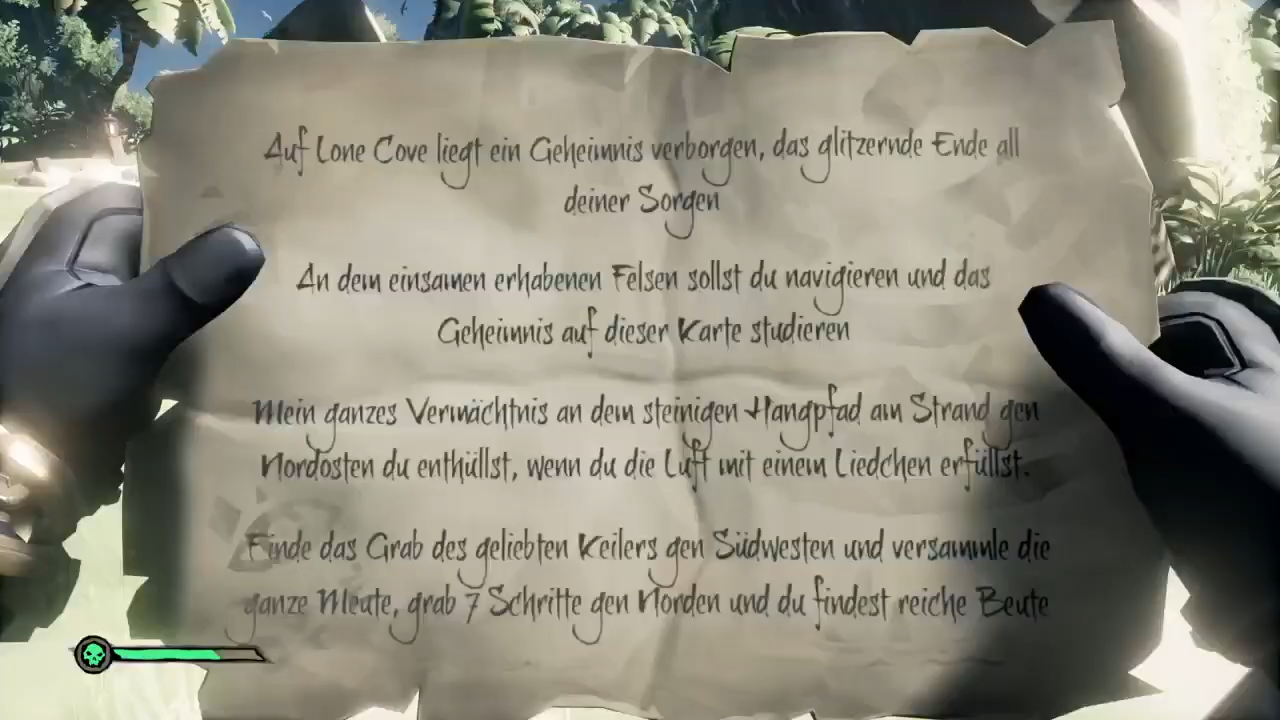 Auf Lone Cove liegt ein Geheimnis verborgen, das glitzernde Ende all
deiner Sorgen
An dem einsamen erhabenen Felsen sollst du navigieren und das
Geheimnis auf dieser Karte studieren
Mein ganzes Vermächtnis an dem steinigen Hangpfad am Strand gen
Nordosten du enthüllst, wenn du die Luft mit einem Liedchen erfüllst.
Finde das Grab des geliebten Keilers gen Südwesten und versammle die
ganze Meute, grab 7 Schritte gen Norden und du findest reiche Beute